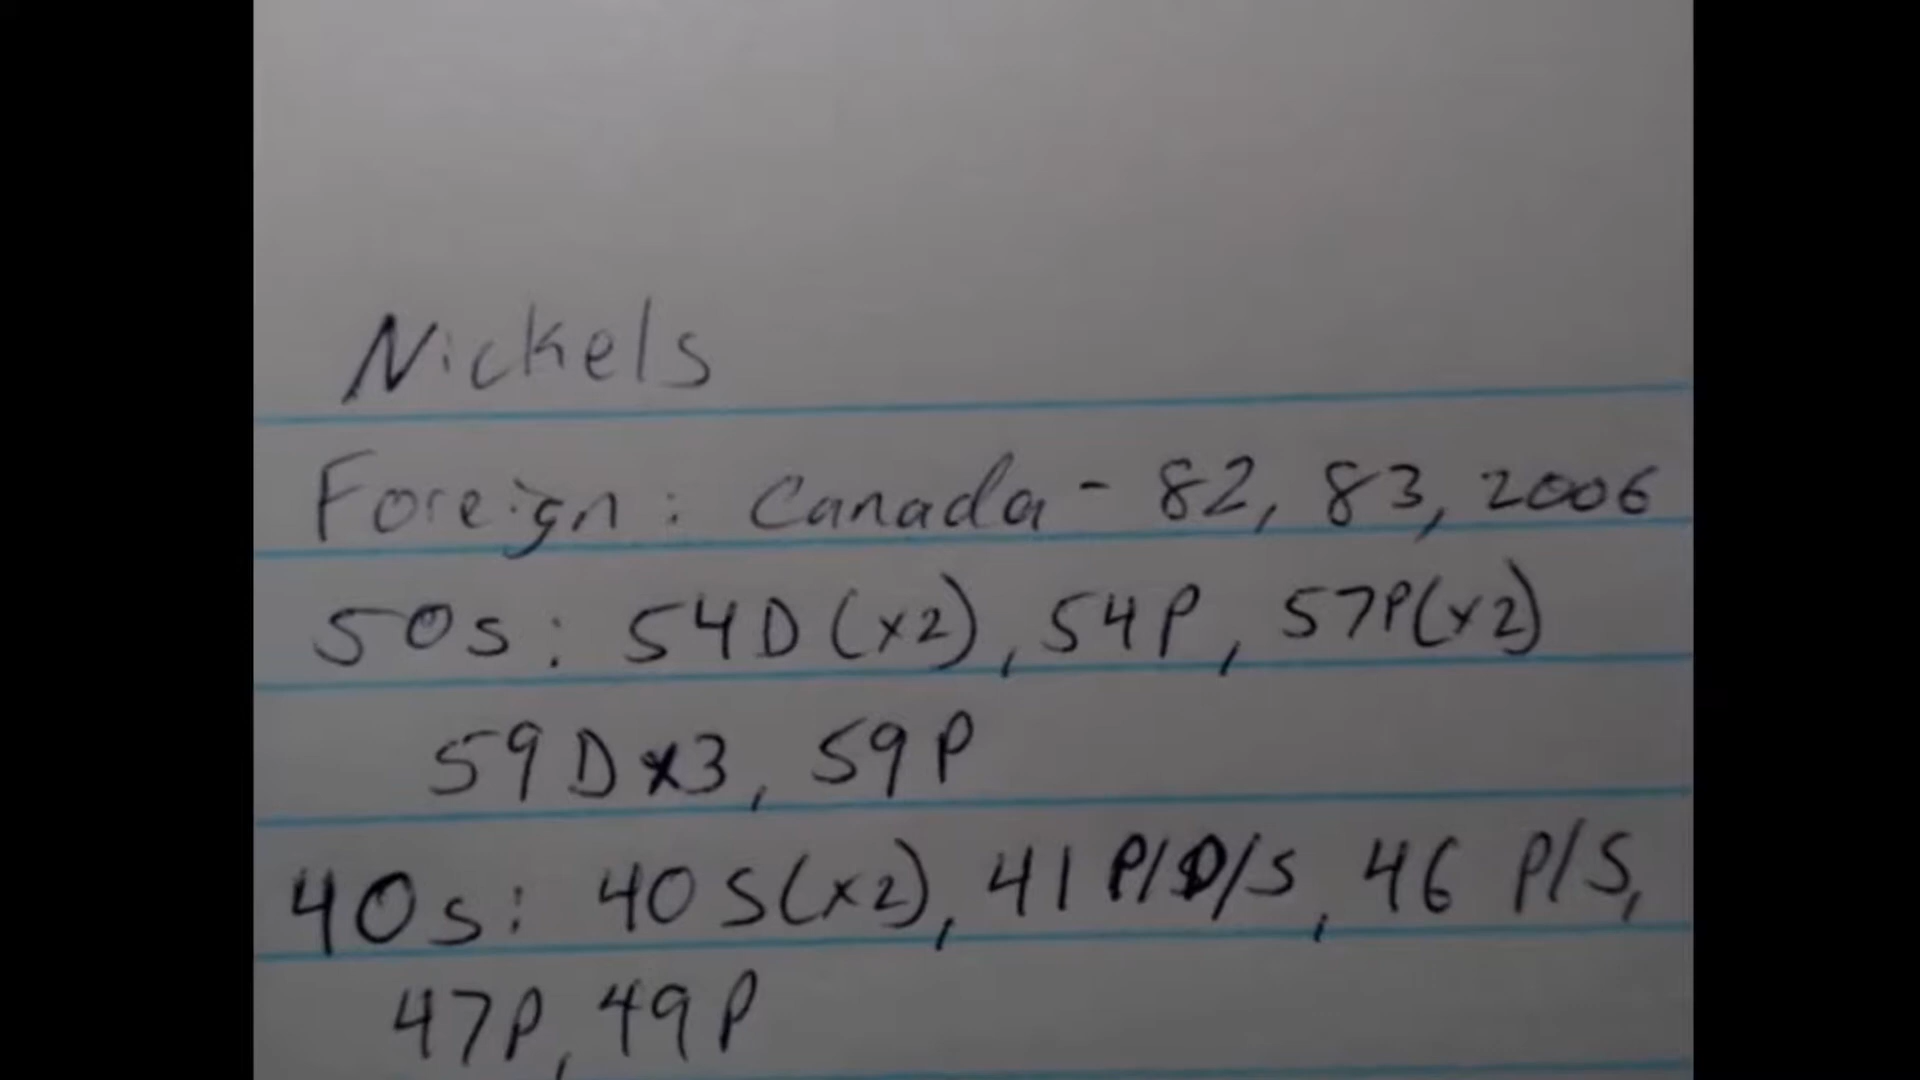 Nickels
Foreign: Canada - 82, 83, 2006
50s: 54D (x2), 54P, 57P(x2)
59D x3, 59P
40s: 40 S(x2), 41 P/D/S, 46 P/S,
47P, 49P